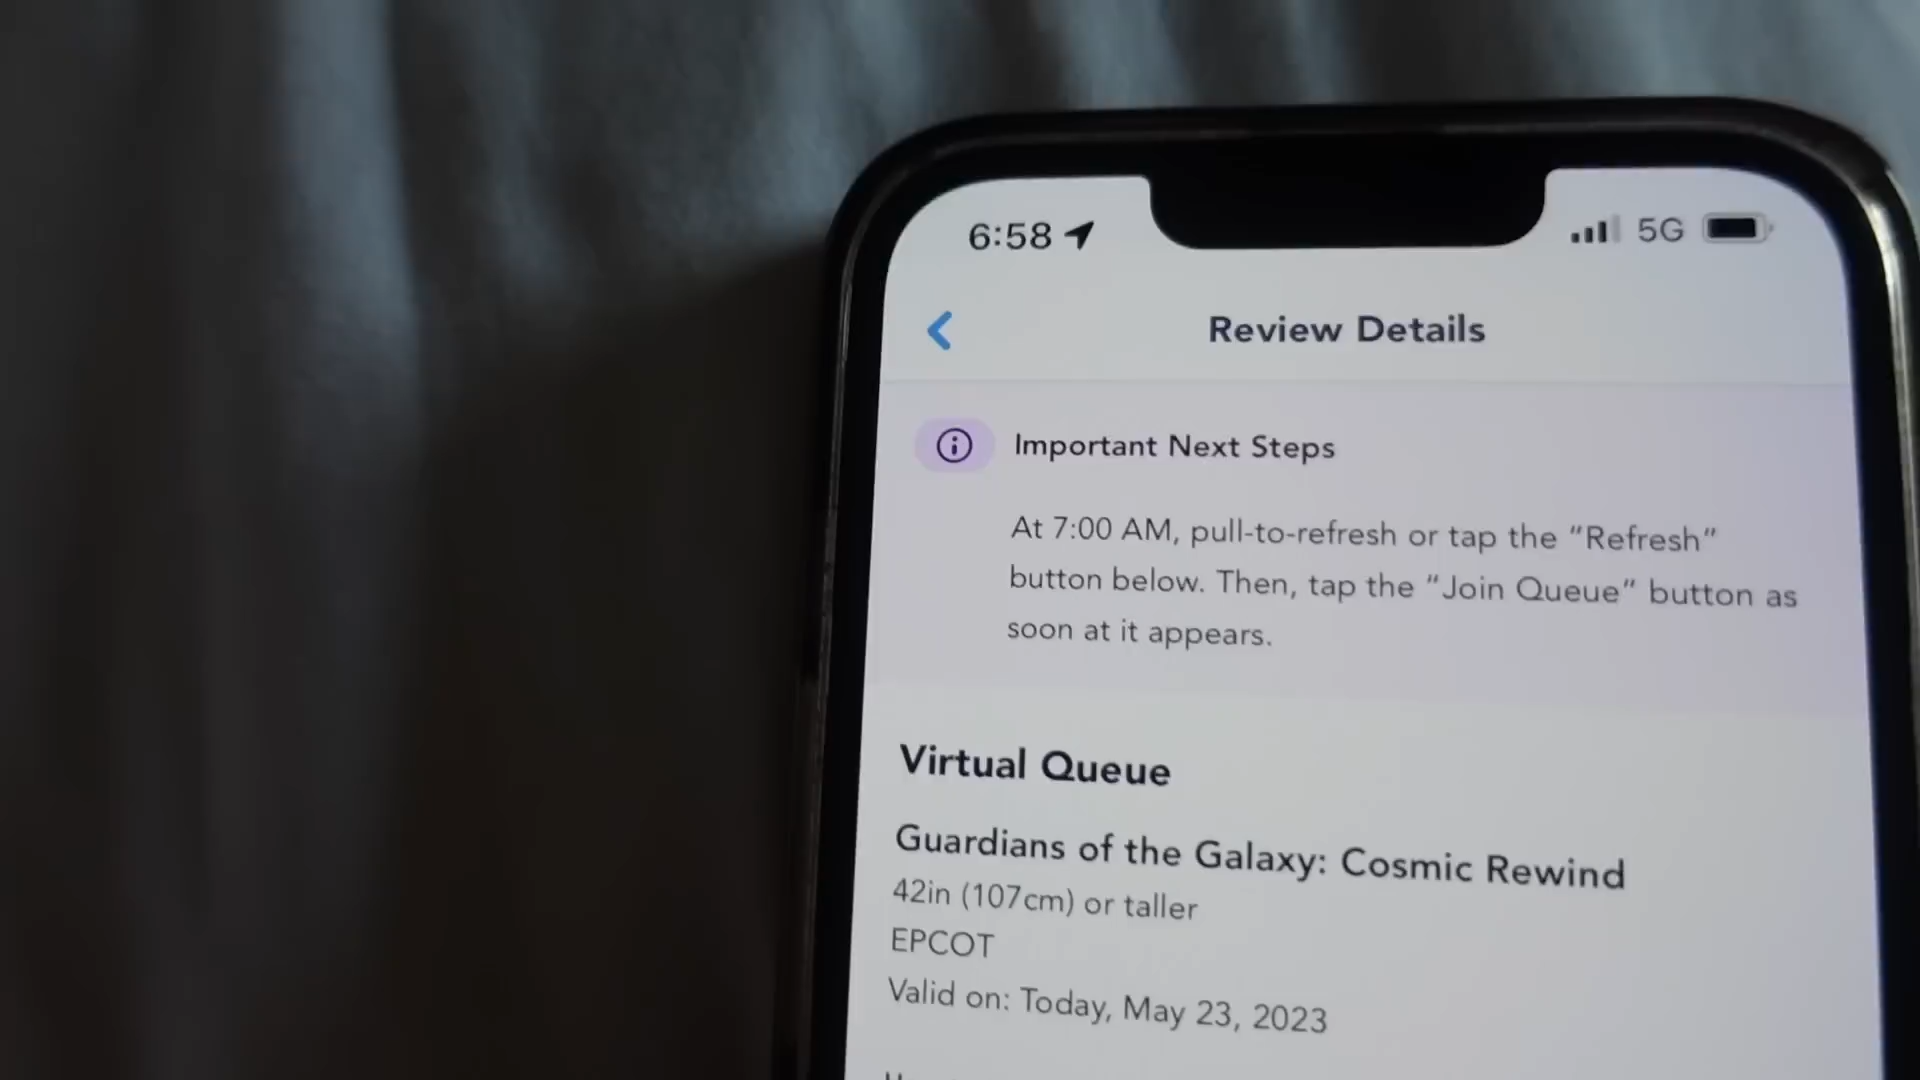 6:58
5G
Review Details
Important Next Steps
At 7:00 AM, pull-to-refresh or tap the “Refresh”
button below. Then, tap the “Join Queue” button as
soon at it appears.
Virtual Queue
Guardians of the Galaxy: Cosmic Rewind
42in (107cm) or taller
EPCOT
Valid on: Today, May 23, 2023